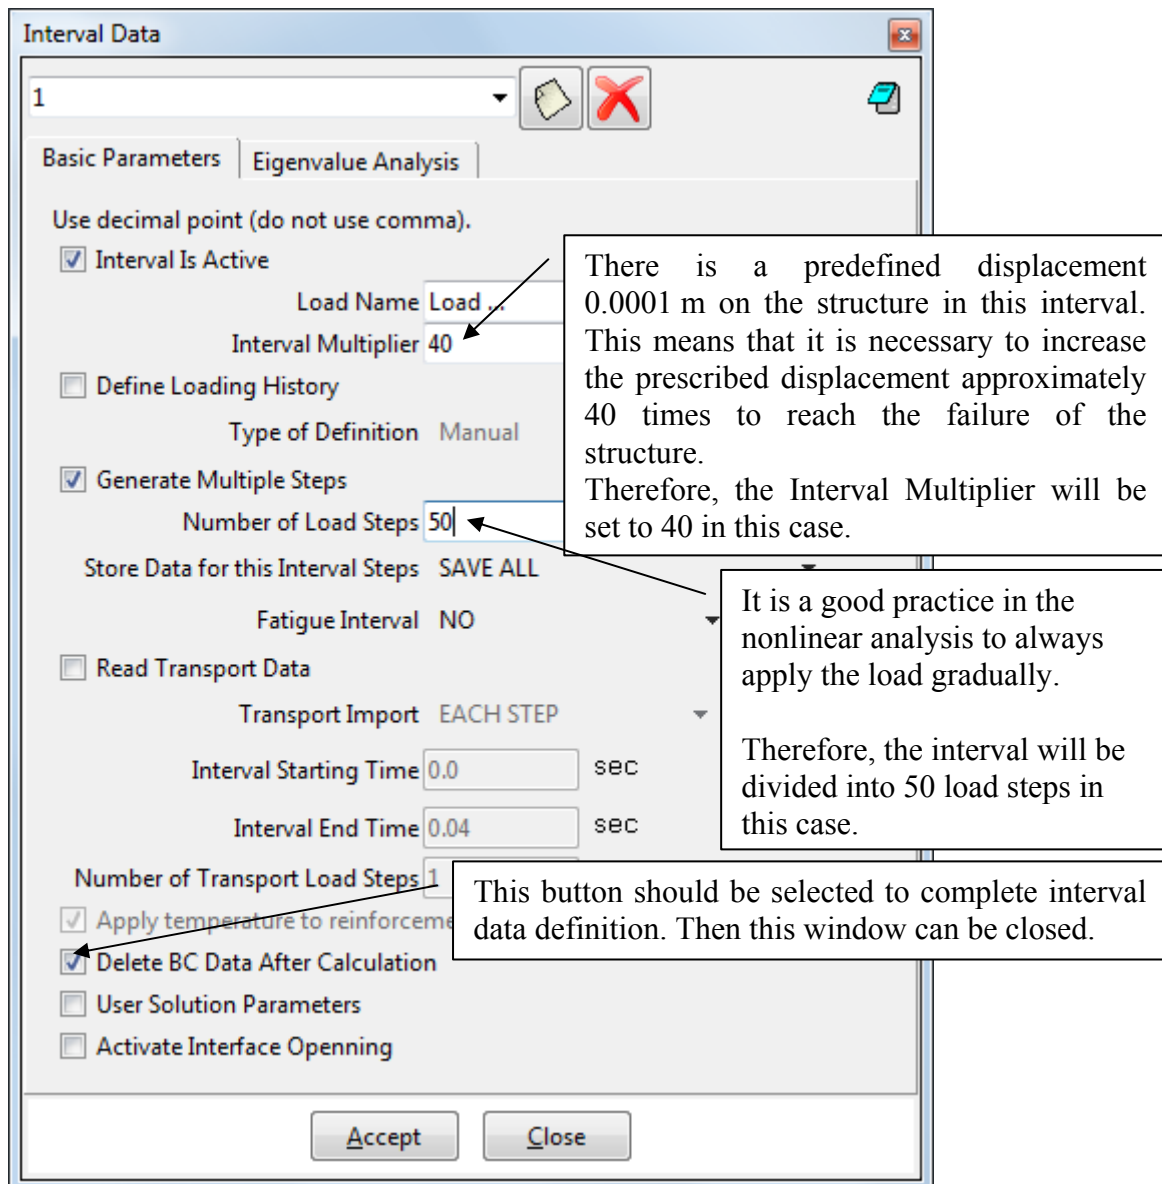 Interval Data
1
Basic Parameters
Eigenvalue Analysis
Use decimal point (do not use comma).
Interval Is Active
Load Name Load ...
Interval Multiplier 40
Define Loading History
Type of Definition Manual
Generate Multiple Steps
Number of Load Steps 50
Store Data for this Interval Steps SAVE ALL
Fatigue Interval NO
Read Transport Data
Transport Import EACH STEP
Interval Starting Time 0.0 sec
Interval End Time 0.04 sec
Number of Transport Load Steps 1
Apply temperature to reinforceme
Delete BC Data After Calculation
User Solution Parameters
Activate Interface Openning
Accept
Close
There is a predefined displacement
0.0001 m on the structure in this interval.
This means that it is necessary to increase
the prescribed displacement approximately
40 times to reach the failure of the
structure.
Therefore, the Interval Multiplier will be
set to 40 in this case.
It is a good practice in the
nonlinear analysis to always
apply the load gradually.
Therefore, the interval will be
divided into 50 load steps in
this case.
This button should be selected to complete interval
data definition. Then this window can be closed.